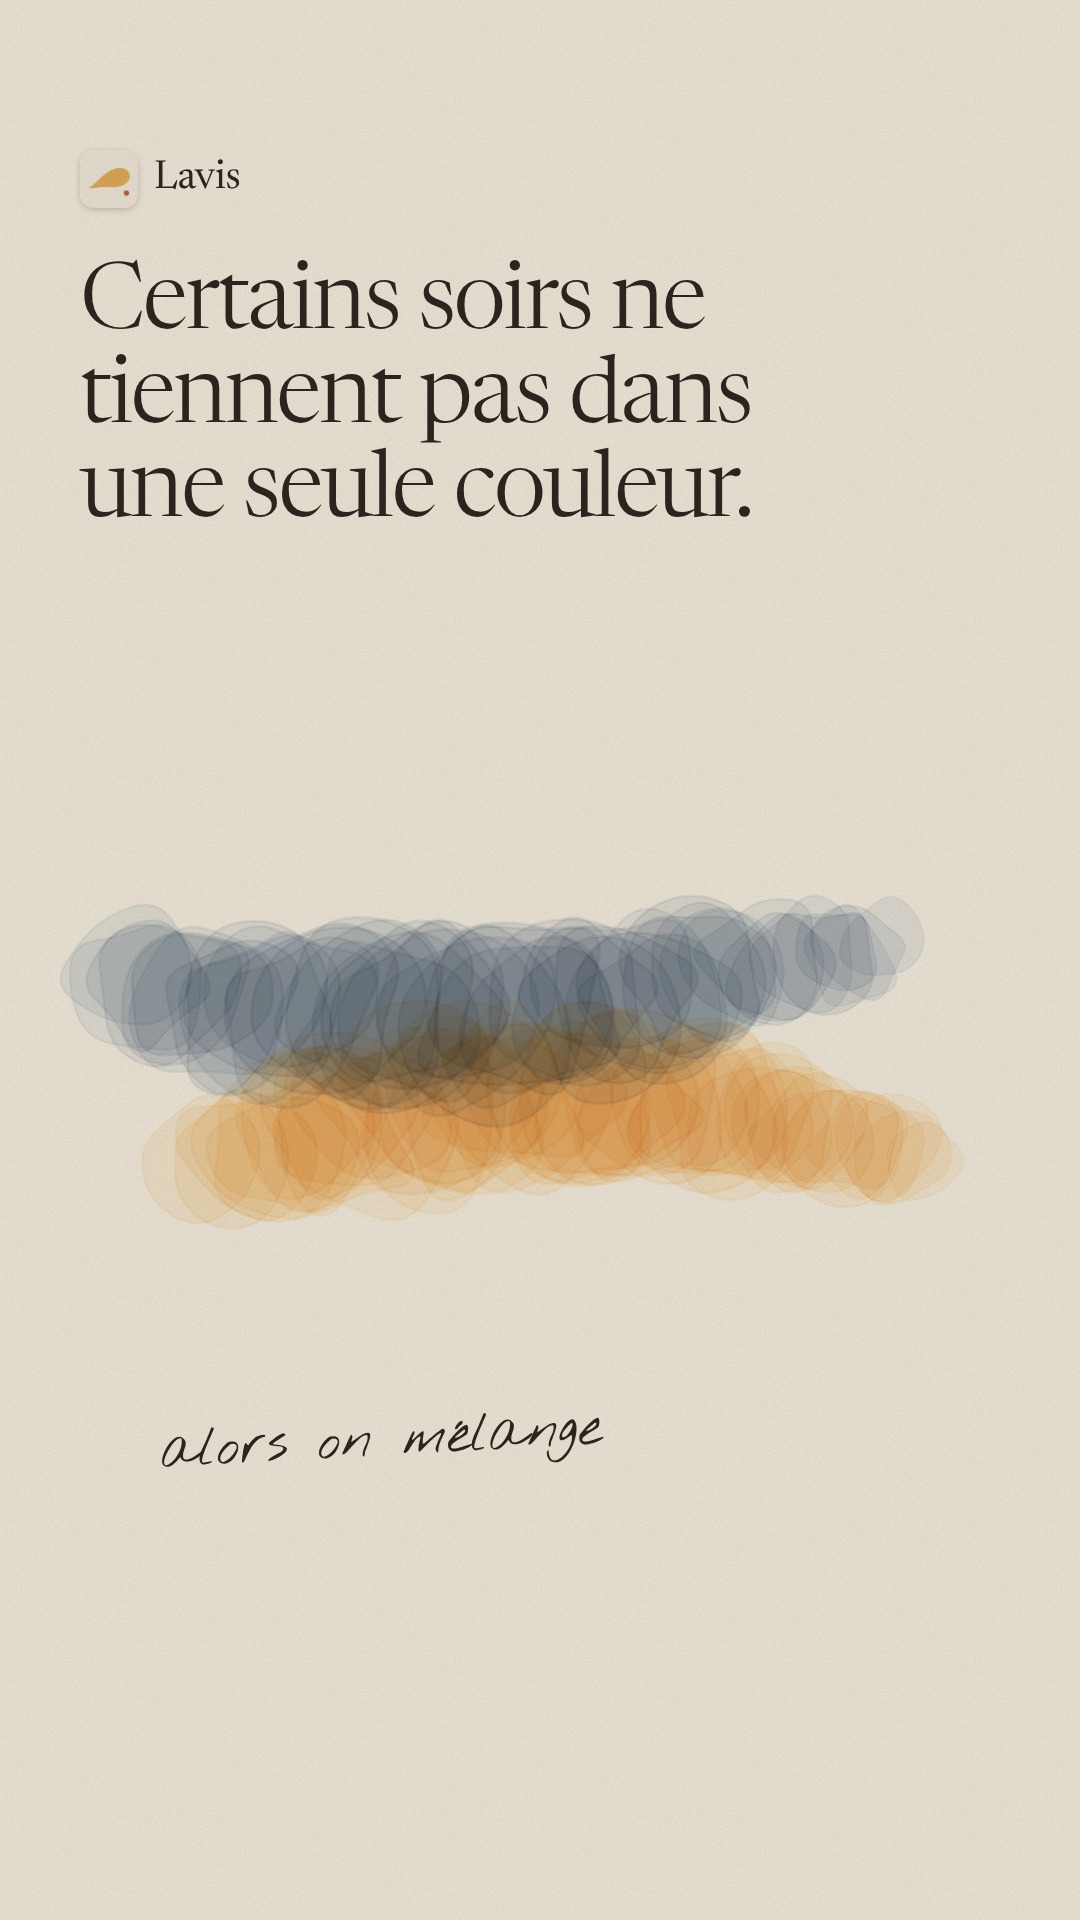 Lavis
Certains soirs ne
tiennent pas dans
une seule couleur.
alors on mélange